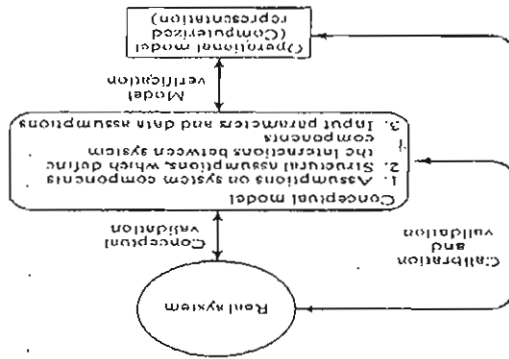 Real system
Calibration
and
validation
Conceptual
validation
Conceptual model
1. Assumptions on system components
2. Structural assumptions, which define
the interactions between system
components
3. Input parameters and data assumptions
Model
verification
Operational model
(Computerized
representation)